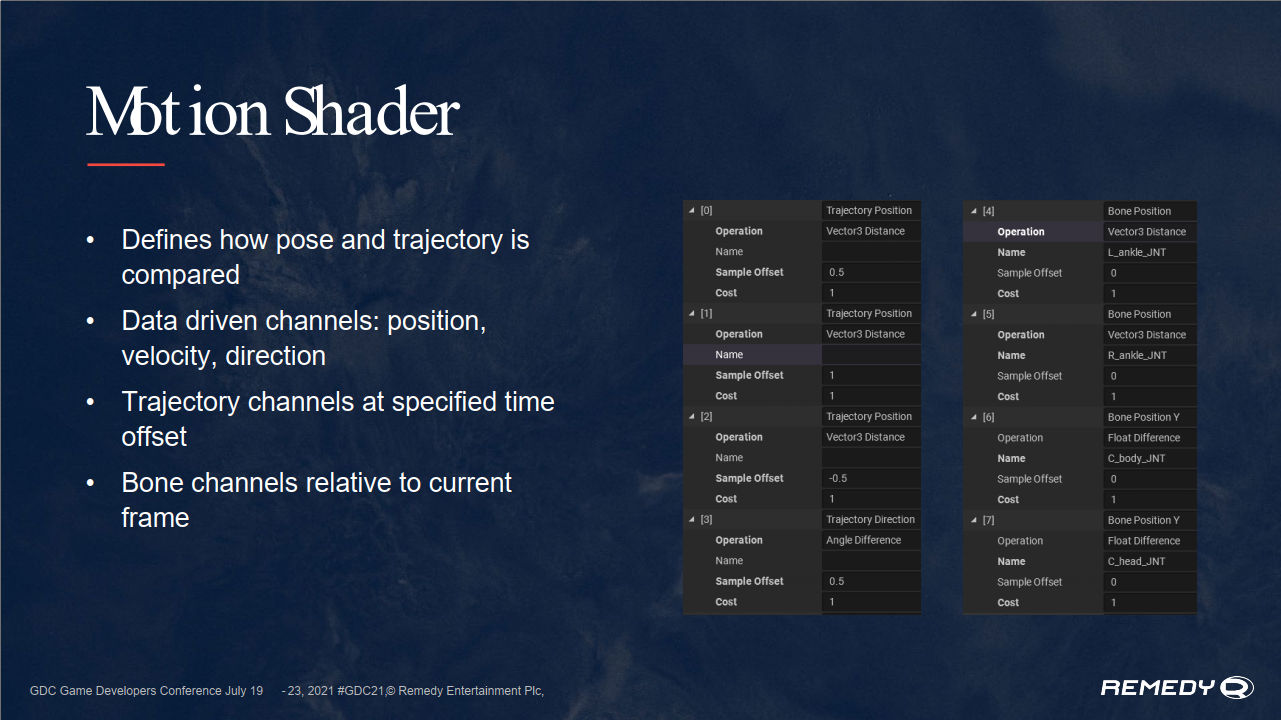 Motion Shader
• Defines how pose and trajectory is
compared
• Data driven channels: position,
velocity, direction
• Trajectory channels at specified time
offset
• Bone channels relative to current
frame
[0] Trajectory Position
Operation Vector3 Distance
Name
Sample Offset 0.5
Cost 1
[1] Trajectory Position
Operation Vector3 Distance
Name
Sample Offset 1
Cost 1
[2] Trajectory Position
Operation Vector3 Distance
Name
Sample Offset -0.5
Cost 1
[3] Trajectory Direction
Operation Angle Difference
Name
Sample Offset 0.5
Cost 1
[4] Bone Position
Operation Vector3 Distance
Name L_ankle_JNT
Sample Offset 0
Cost 1
[5] Bone Position
Operation Vector3 Distance
Name R_ankle_JNT
Sample Offset 0
Cost 1
[6] Bone Position Y
Operation Float Difference
Name C_body_JNT
Sample Offset 0
Cost 1
[7] Bone Position Y
Operation Float Difference
Name C_head_JNT
Sample Offset 0
Cost 1
GDC Game Developers Conference July 19 -23, 2021 #GDC21,© Remedy Entertainment Plc,
REMEDY